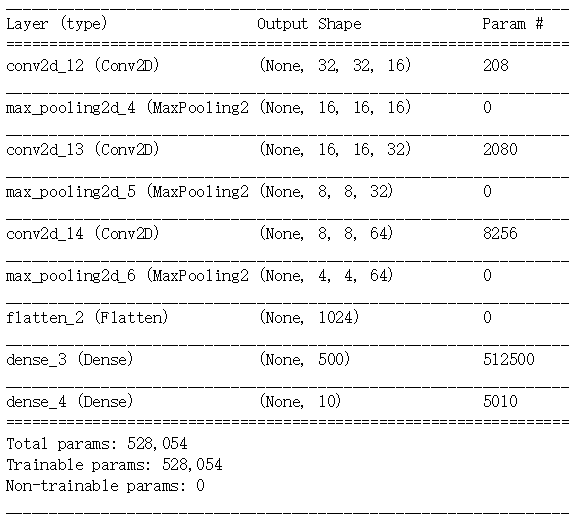 Layer (type) Output Shape Param #
conv2d_12 (Conv2D) (None, 32, 32, 16) 208
max_pooling2d_4 (MaxPooling2 (None, 16, 16, 16) 0
conv2d_13 (Conv2D) (None, 16, 16, 32) 2080
max_pooling2d_5 (MaxPooling2 (None, 8, 8, 32) 0
conv2d_14 (Conv2D) (None, 8, 8, 64) 8256
max_pooling2d_6 (MaxPooling2 (None, 4, 4, 64) 0
flatten_2 (Flatten) (None, 1024) 0
dense_3 (Dense) (None, 500) 512500
dense_4 (Dense) (None, 10) 5010
Total params: 528,054
Trainable params: 528,054
Non-trainable params: 0